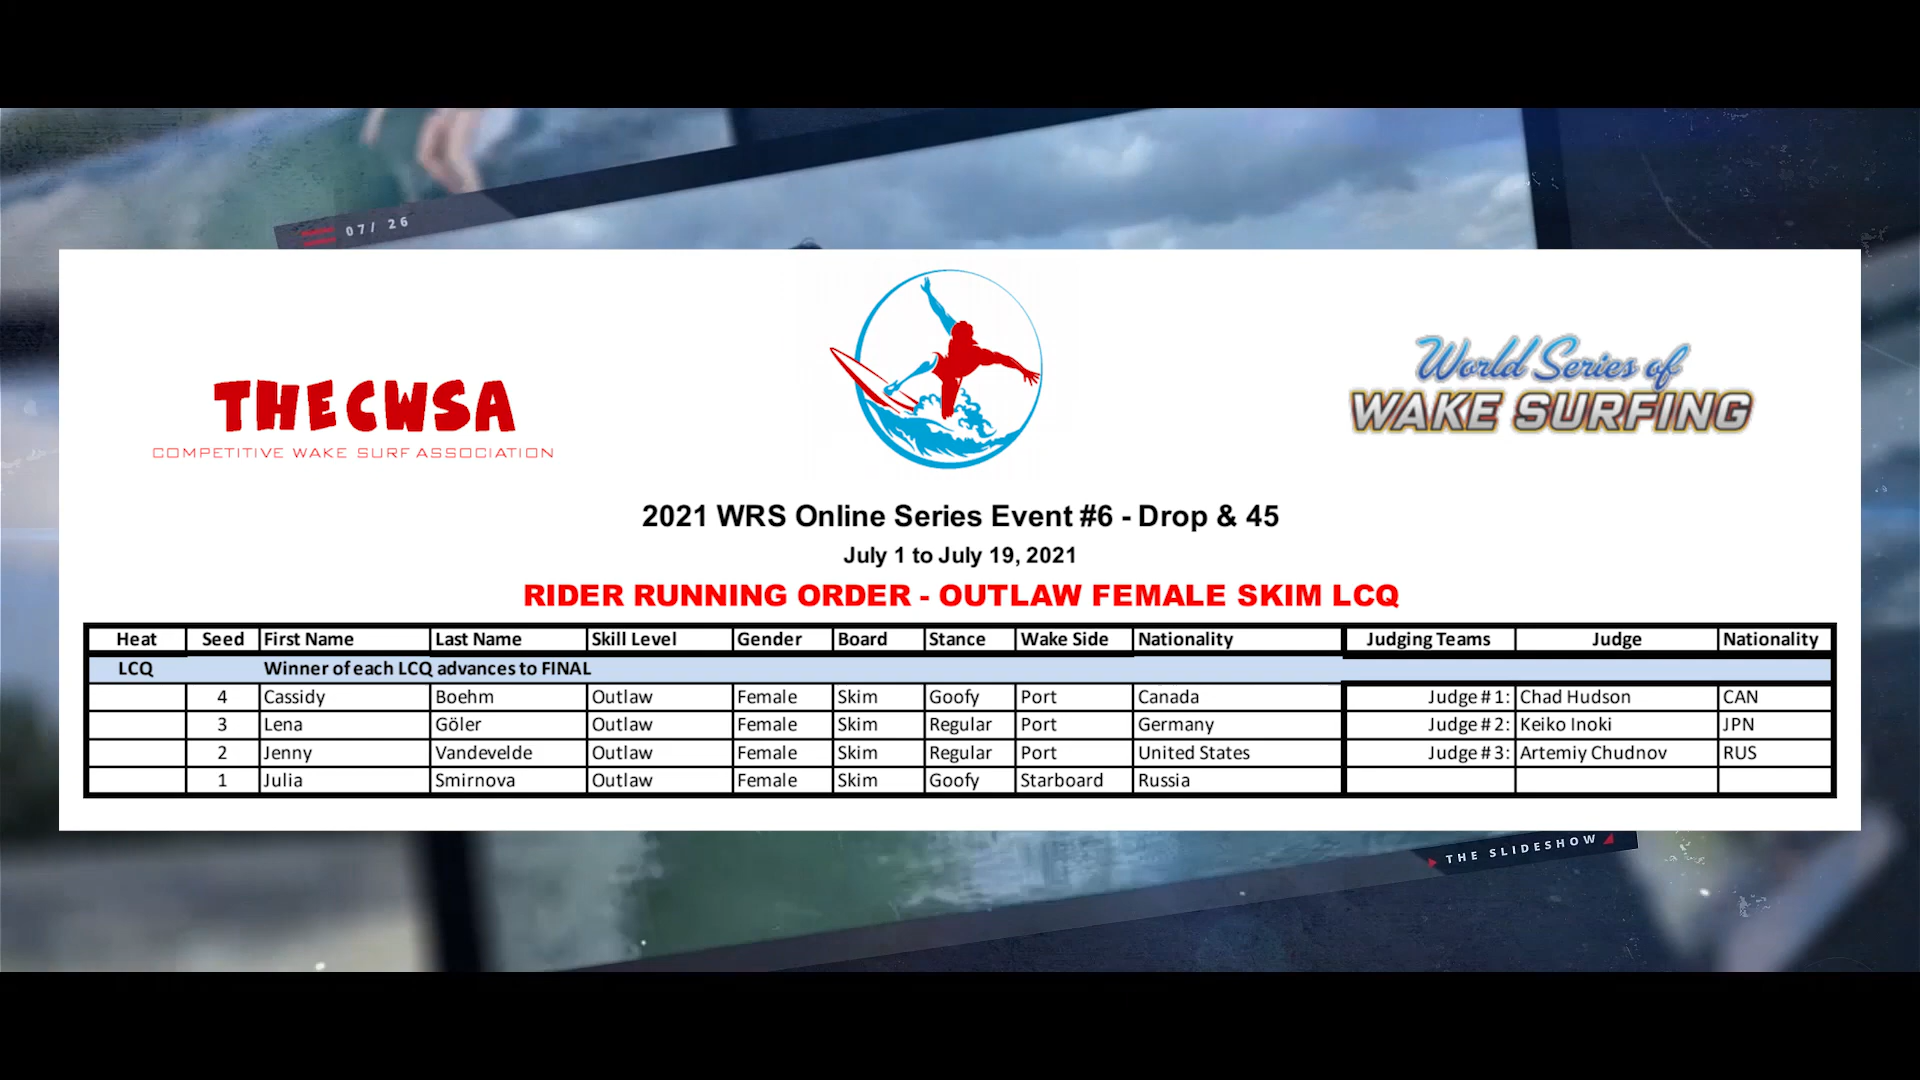 07/ 26
THECWSA
COMPETITIVE WAKE SURF ASSOCIATION
World Series of
WAKE SURFING
2021 WRS Online Series Event #6 - Drop & 45
July 1 to July 19, 2021
RIDER RUNNING ORDER - OUTLAW FEMALE SKIM LCQ
Heat Seed First Name Last Name Skill Level Gender Board Stance Wake Side Nationality Judging Teams Judge Nationality
LCQ Winner of each LCQ advances to FINAL
4 Cassidy Boehm Outlaw Female Skim Goofy Port Canada Judge # 1: Chad Hudson CAN
3 Lena Göler Outlaw Female Skim Regular Port Germany Judge # 2: Keiko Inoki JPN
2 Jenny Vandevelde Outlaw Female Skim Regular Port United States Judge # 3: Artemiy Chudnov RUS
1 Julia Smirnova Outlaw Female Skim Goofy Starboard Russia
THE SLIDESHOW